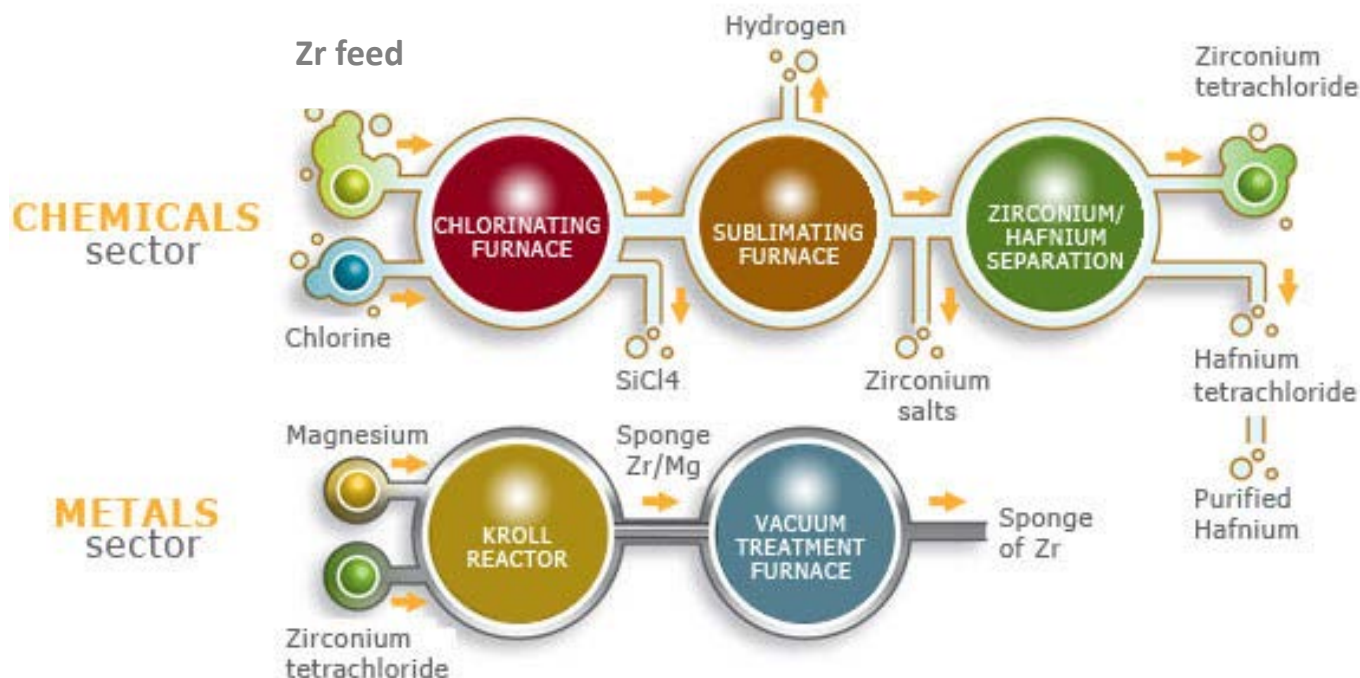 Zr feed
Hydrogen
Zirconium
tetrachloride
CHEMICALS
sector
CHLORINATING
FURNACE
SUBLIMATING
FURNACE
ZIRCONIUM/
HAFNIUM
SEPARATION
Chlorine
SiCl4
Zirconium
salts
Hafnium
tetrachloride
Purified
Hafnium
METALS
sector
Magnesium
Sponge
Zr/Mg
KROLL
REACTOR
VACUUM
TREATMENT
FURNACE
Sponge
of Zr
Zirconium
tetrachloride